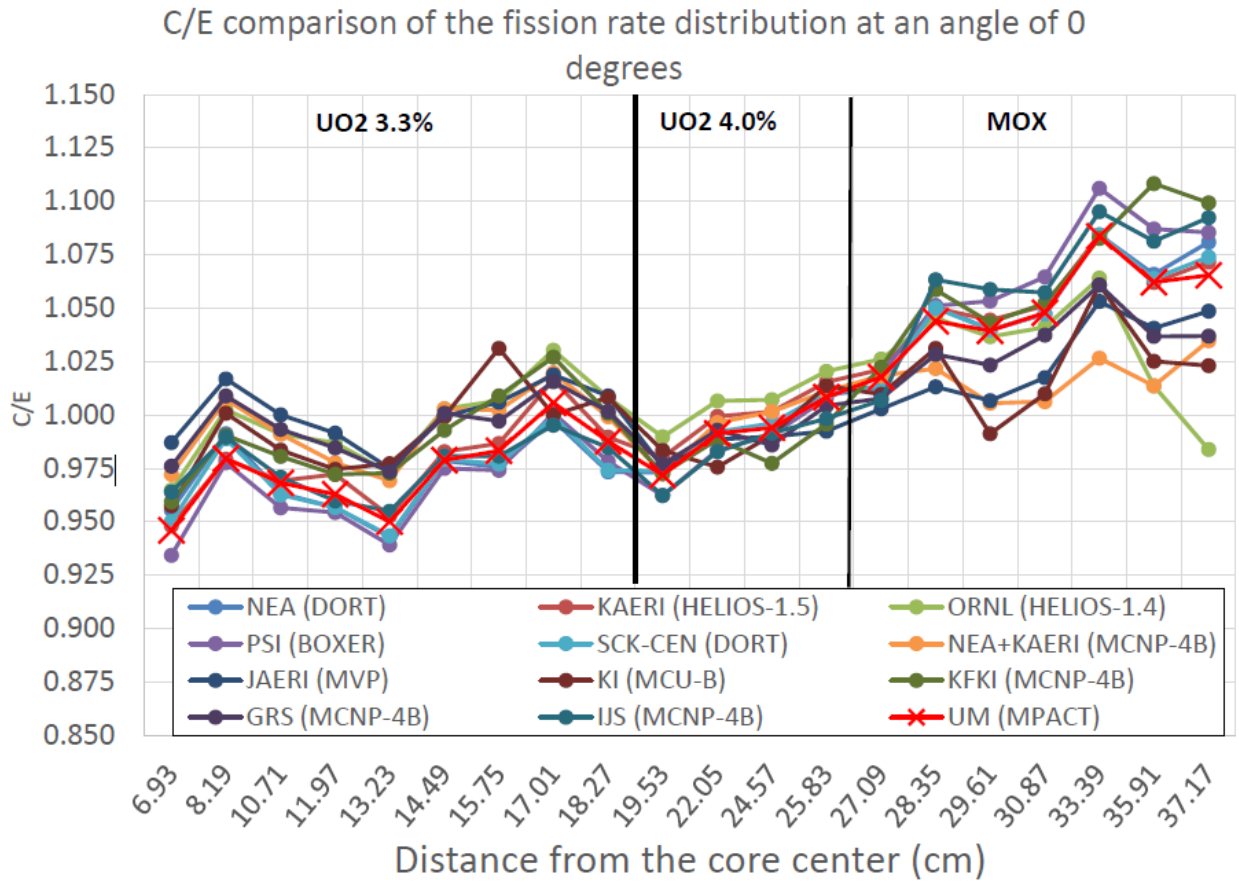 C/E comparison of the fission rate distribution at an angle of 0
degrees
1.150
1.125
1.100
1.075
1.050
1.025
1.000
0.975
0.950
0.925
0.900
0.875
0.850
C/E
UO2 3.3%
UO2 4.0%
MOX
NEA (DORT)
KAERI (HELIOS-1.5)
ORNL (HELIOS-1.4)
PSI (BOXER)
SCK-CEN (DORT)
NEA+KAERI (MCNP-4B)
JAERI (MVP)
KI (MCU-B)
KFKI (MCNP-4B)
GRS (MCNP-4B)
IJS (MCNP-4B)
UM (MPACT)
6.93
8.19
10.71
11.97
13.23
14.49
15.75
17.01
18.27
19.53
22.05
24.57
25.83
27.09
28.35
29.61
30.87
33.39
35.91
37.17
Distance from the core center (cm)